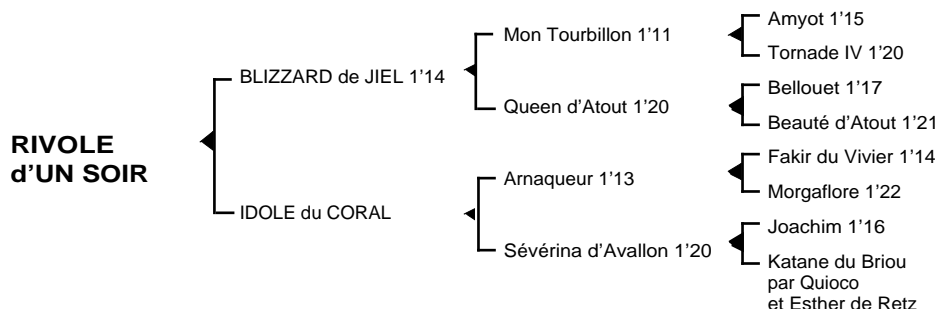 RIVOLE
d'UN SOIR
BLIZZARD de JIEL 1'14
IDOLE du CORAL
Mon Tourbillon 1'11
Queen d'Atout 1'20
Arnaqueur 1'13
Sévérina d'Avallon 1'20
Amyot 1'15
Tornade IV 1'20
Bellouet 1'17
Beauté d'Atout 1'21
Fakir du Vivier 1'14
Morgaflore 1'22
Joachim 1'16
Katane du Briou
par Quioco
et Esther de Retz